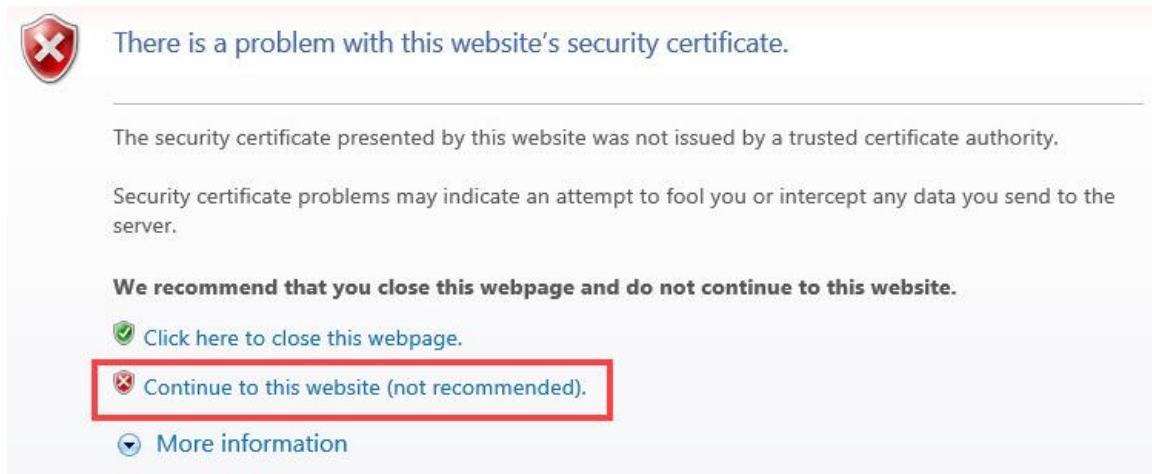 There is a problem with this website’s security certificate.
The security certificate presented by this website was not issued by a trusted certificate authority.
Security certificate problems may indicate an attempt to fool you or intercept any data you send to the
server.
We recommend that you close this webpage and do not continue to this website.
Click here to close this webpage.
Continue to this website (not recommended).
More information